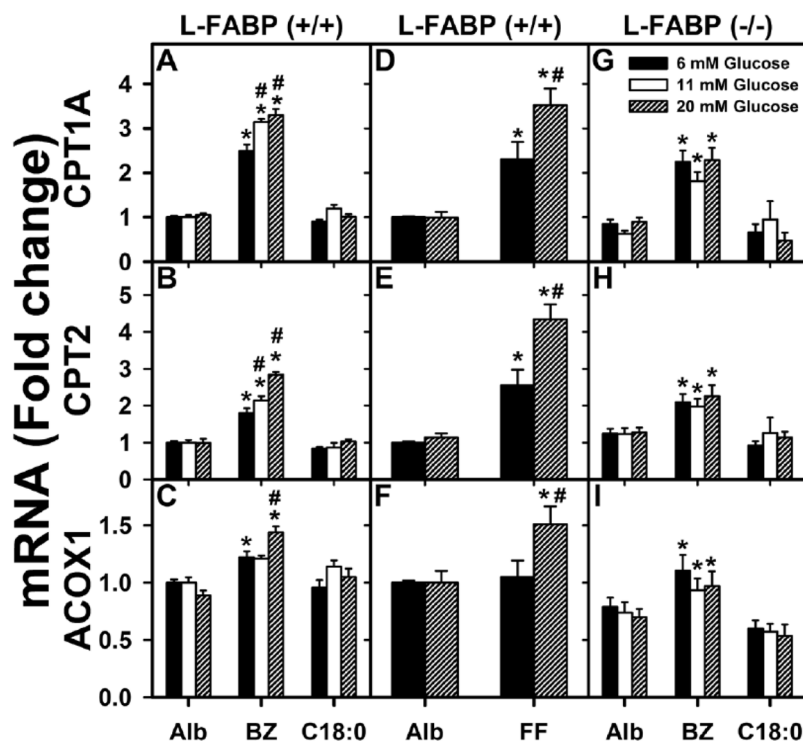 L-FABP (+/+) L-FABP (+/+) L-FABP (-/-)
mRNA (Fold change)
CPT1A
4
3
2
1
0
A
# #
* * *
D
*
*#
G
6 mM Glucose
11 mM Glucose
20 mM Glucose
* * *
CPT2
5
4
3
2
1
0
B
# #
* * *
E
*
*#
H
* * *
ACOX1
1.5
1.0
0.5
0.0
C
#
* *
F
*#
I
* * *
Alb BZ C18:0 Alb FF Alb BZ C18:0